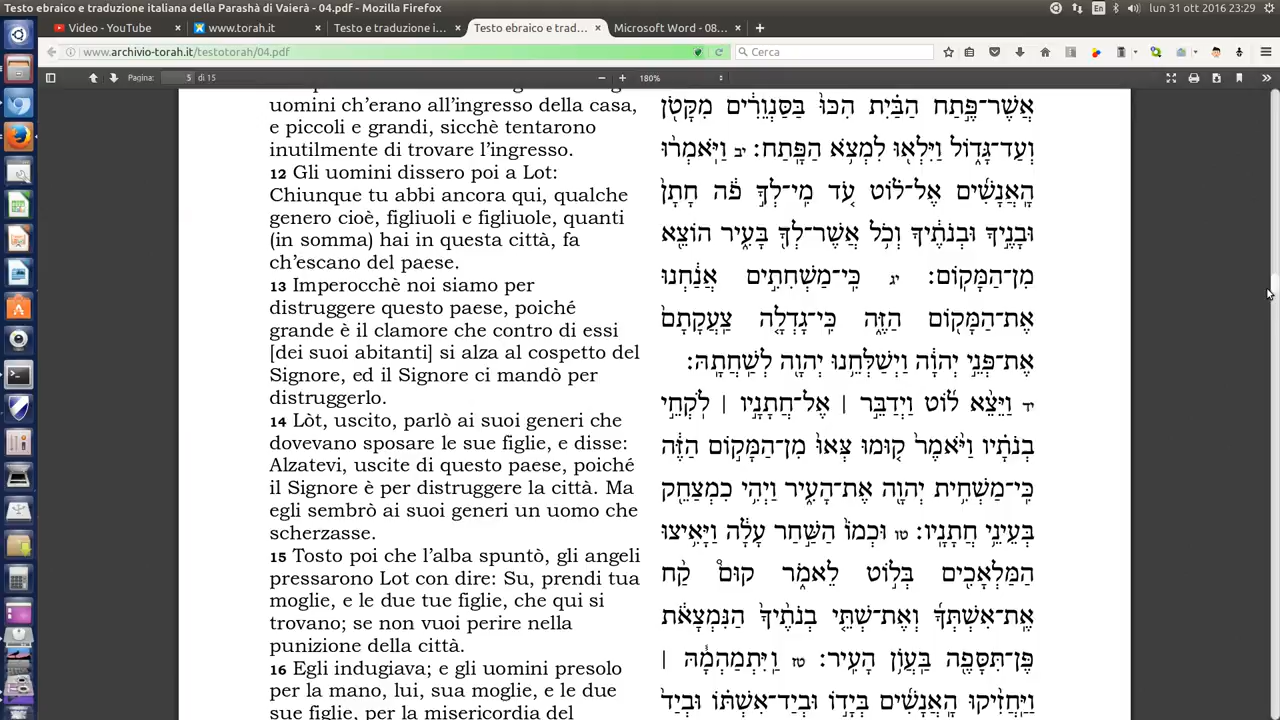 Testo ebraico e traduzione italiana della Parashà di Vaierà - 04.pdf - Mozilla Firefox
En
lun 31 ott 2016 23:29
Video - YouTube
www.torah.it
Testo e traduzione i...
Testo ebraico e trad...
Microsoft Word - 08...
www.archivio-torah.it/testotorah/04.pdf
Cerca
Pagina:
5
di 15
180%
uomini ch’erano all’ingresso della casa,
e piccoli e grandi, sicchè tentarono
inutilmente di trovare l’ingresso.
12 Gli uomini dissero poi a Lot:
Chiunque tu abbi ancora qui, qualche
genero cioè, figliuoli e figliuole, quanti
(in somma) hai in questa città, fa
ch’escano del paese.
13 Imperocchè noi siamo per
distruggere questo paese, poiché
grande è il clamore che contro di essi
[dei suoi abitanti] si alza al cospetto del
Signore, ed il Signore ci mandò per
distruggerlo.
14 Lòt, uscito, parlò ai suoi generi che
dovevano sposare le sue figlie, e disse:
Alzatevi, uscite di questo paese, poiché
il Signore è per distruggere la città. Ma
egli sembrò ai suoi generi un uomo che
scherzasse.
15 Tosto poi che l’alba spuntò, gli angeli
pressarono Lot con dire: Su, prendi tua
moglie, e le due tue figlie, che qui si
trovano; se non vuoi perire nella
punizione della città.
16 Egli indugiava; e gli uomini presolo
per la mano, lui, sua moglie, e le due
sue figlie, per la misericordia del
אֲשֶׁר־פֶּ֣תַח הַבַּ֗יִת הִכּוּ֙ בַּסַּנְוֵרִ֔ים מִקָּטֹ֖ן
וְעַד־גָּד֑וֹל וַיִּלְא֖וּ לִמְצֹ֥א הַפָּֽתַח׃ יב וַיֹּאמְר֨וּ
הָאֲנָשִׁ֜ים אֶל־ל֗וֹט עֹ֚ד מִֽי־לְךָ֣ פֹ֔ה חָתָן֙
וּבָנֶ֣יךָ וּבְנֹתֶ֔יךָ וְכֹ֥ל אֲשֶׁר־לְךָ֖ בָּעִ֑יר הוֹצֵ֖א
מִן־הַמָּקֽוֹם׃ יג כִּֽי־מַשְׁחִתִ֣ים אֲנַ֔חְנוּ
אֶת־הַמָּק֖וֹם הַזֶּ֑ה כִּֽי־גָדְלָ֤ה צַעֲקָתָם֙
אֶת־פְּנֵ֣י יְהוָ֔ה וַיְשַׁלְּחֵ֥נוּ יְהוָ֖ה לְשַׁחֲתָֽהּ׃
יד וַיֵּצֵ֨א ל֜וֹט וַיְדַבֵּ֣ר | אֶל־חֲתָנָ֣יו | לֹקְחֵ֣י
בְנֹתָ֗יו וַיֹּ֙אמֶר֙ ק֤וּמוּ צְּאוּ֙ מִן־הַמָּק֣וֹם הַזֶּ֔ה
כִּֽי־מַשְׁחִ֥ית יְהוָ֖ה אֶת־הָעִ֑יר וַיְהִ֥י כִמְצַחֵ֖ק
בְּעֵינֵ֥י חֲתָנָֽיו׃ טו וּכְמוֹ֙ הַשַּׁ֣חַר עָלָ֔ה וַיָּאִ֥יצוּ
הַמַּלְאָכִ֖ים בְּל֣וֹט לֵאמֹ֑ר קוּם֩ קַ֨ח
אֶֽת־אִשְׁתְּךָ֜ וְאֶת־שְׁתֵּ֤י בְנֹתֶ֙יךָ֙ הַנִּמְצָאֹ֔ת
פֶּן־תִּסָּפֶ֖ה בַּעֲוֺ֥ן הָעִֽיר׃ טז וַֽיִּתְמַהְמָ֓הּ |
וַיַּחֲזִ֨יקוּ הָאֲנָשִׁ֜ים בְּיָד֣וֹ וּבְיַד־אִשְׁתּ֗וֹ וּבְיַד֙